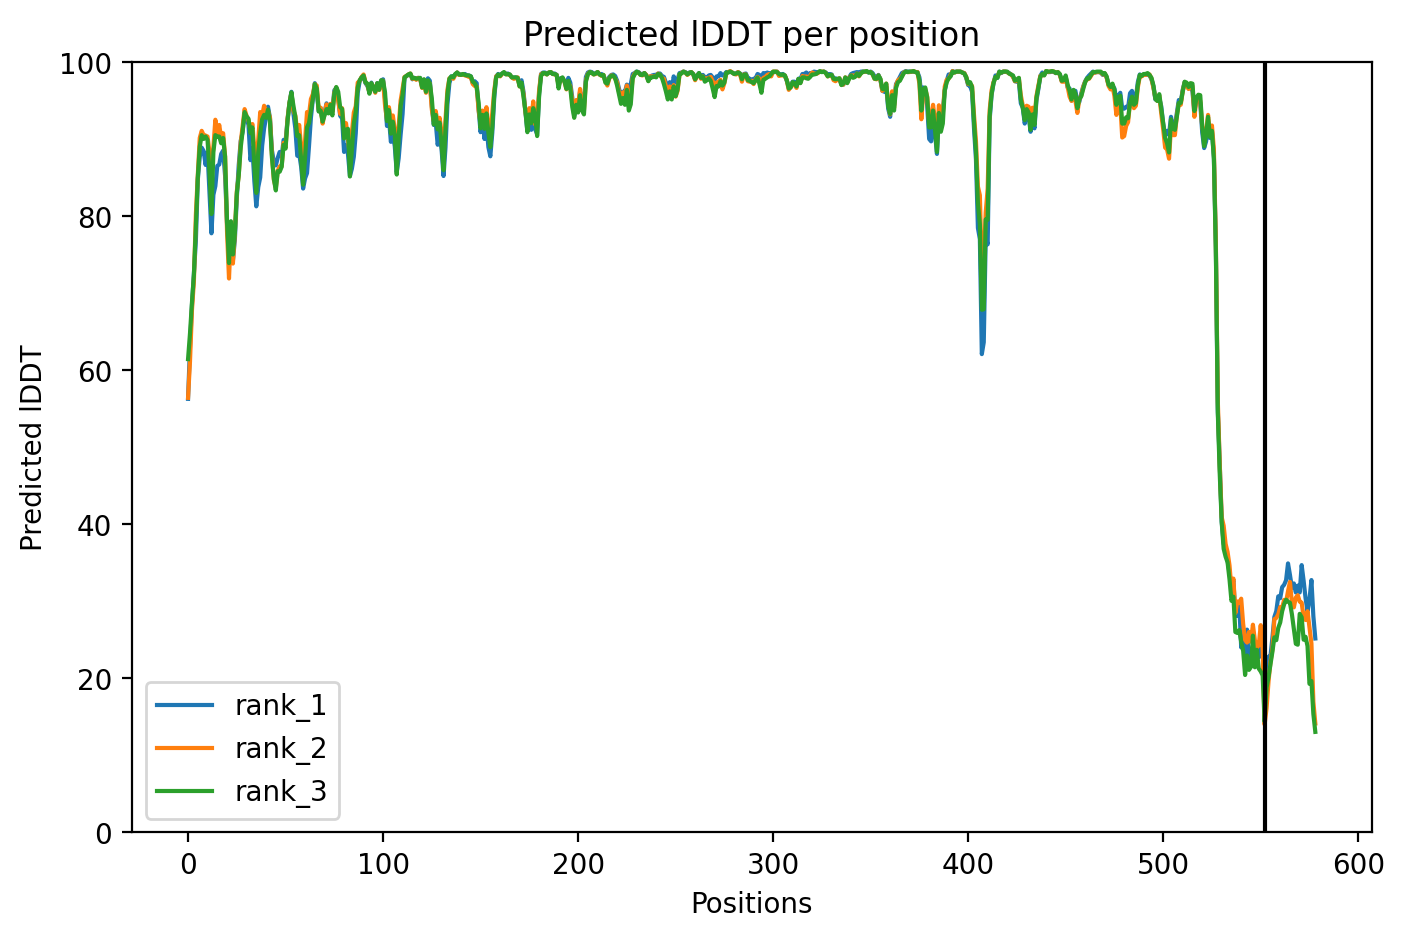 Predicted lDDT per position
100
80
60
40
20
0
Predicted lDDT
rank_1
rank_2
rank_3
0 100 200 300 400 500 600
Positions